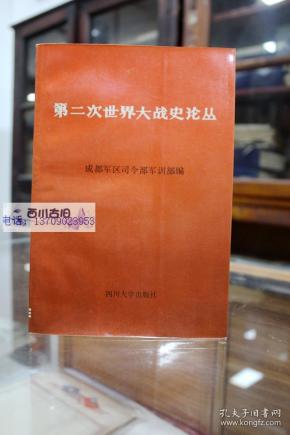 第二次世界大战史论丛
成都军区司令部军训部编
西川古旧
电话：13709023953
四川大学出版社
孔夫子旧书网
kongfz.com